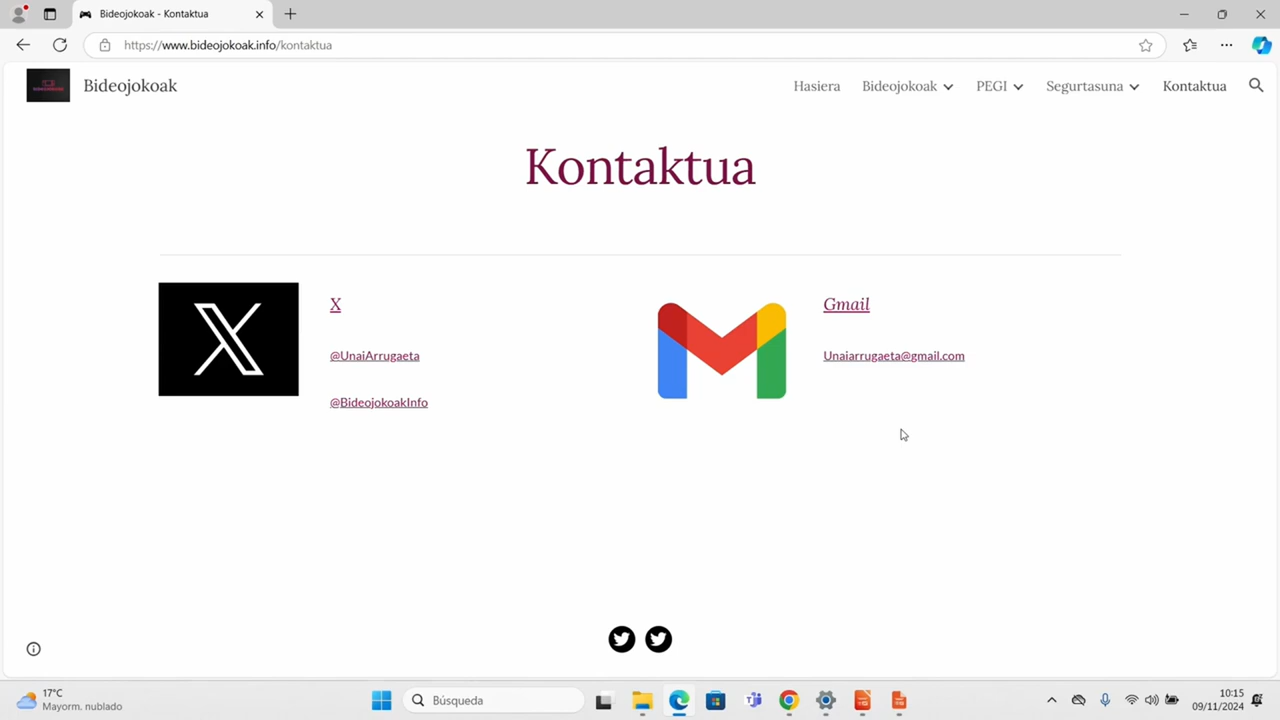 Bideojokoak - Kontaktua
https://www.bideojokoak.info/kontaktua
Bideojokoak
Hasiera
Bideojokoak
PEGI
Segurtasuna
Kontaktua
Kontaktua
X
@UnaiArrugaeta
@BideojokoakInfo
Gmail
Unaiarrugaeta@gmail.com
17°C
Mayorm. nublado
Búsqueda
10:15
09/11/2024